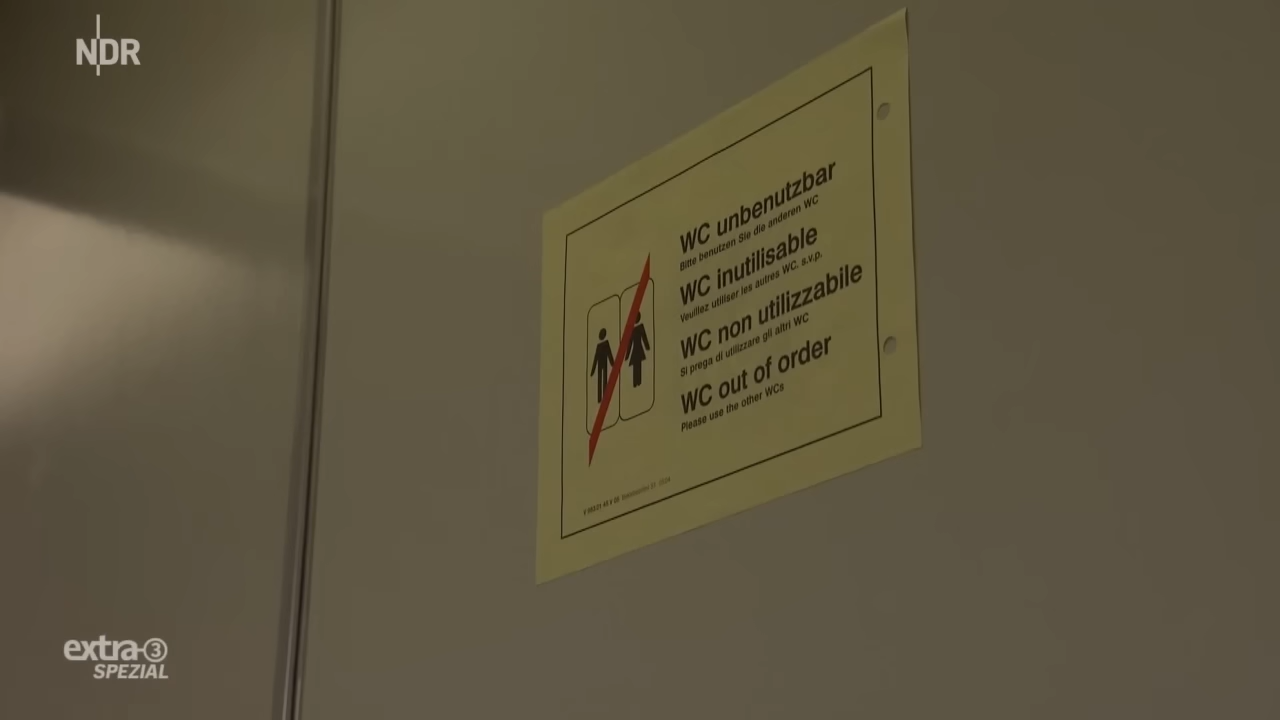 NDR
WC unbenutzbar
Bitte benutzen Sie die anderen WC
WC inutilisable
Veuillez utiliser les autres WC. s.v.p.
WC non utilizzabile
Si prega di utilizzare gli altri WC
WC out of order
Please use the other WCs
extra 3
SPEZIAL